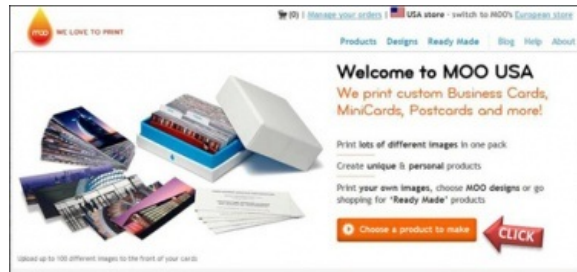 (0) | Manage your orders | USA store - switch to MOO's European store
moo WE LOVE TO PRINT
Products Designs Ready Made Blog Help About
Welcome to MOO USA
We print custom Business Cards,
MiniCards, Postcards and more!
Print lots of different images in one pack
Create unique & personal products
Print your own images, choose MOO designs or go
shopping for 'Ready Made' products
Choose a product to make
CLICK
Upload up to 100 different images to the front of your cards